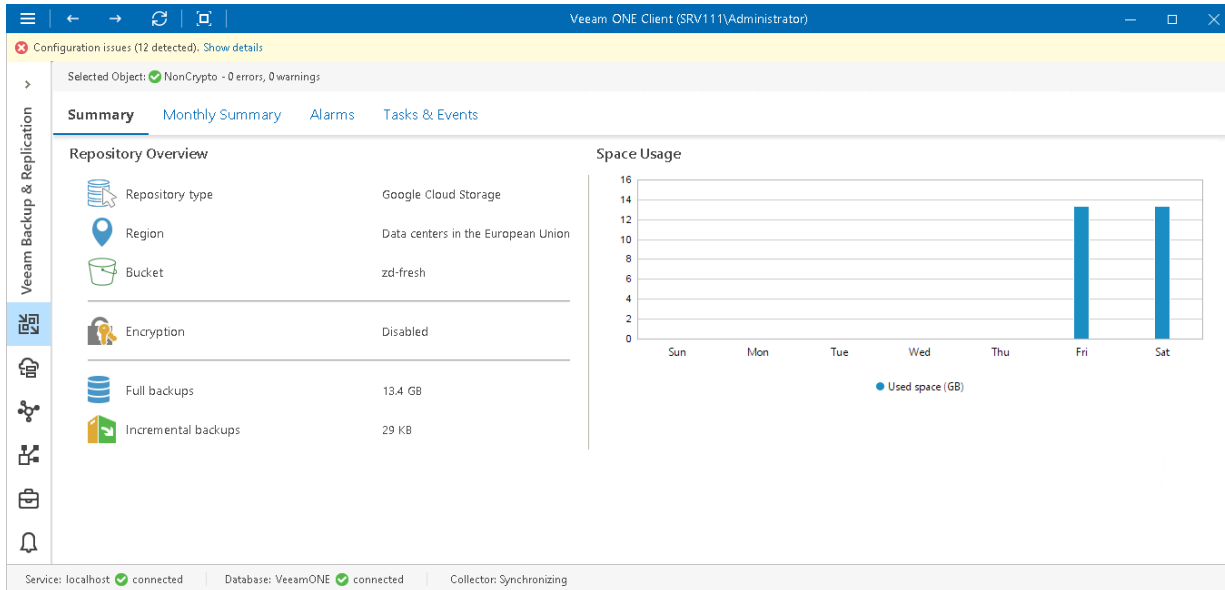 Veeam ONE Client (SRV111\Administrator)
Configuration issues (12 detected). Show details
Selected Object: NonCrypto - 0 errors, 0 warnings
Veeam Backup & Replication
Summary Monthly Summary Alarms Tasks & Events
Repository Overview
Repository type Google Cloud Storage
Region Data centers in the European Union
Bucket zd-fresh
Encryption Disabled
Full backups 13.4 GB
Incremental backups 29 KB
Space Usage
16
14
12
10
8
6
4
2
0
Sun Mon Tue Wed Thu Fri Sat
Used space (GB)
Service: localhost connected Database: VeeamONE connected Collector: Synchronizing